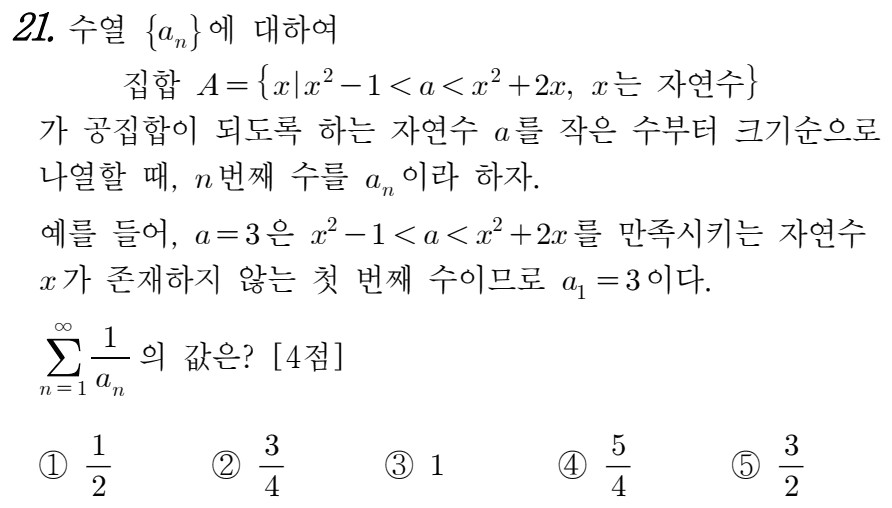 21. 수열 {aₙ}에 대하여
집합 A={x|x²−1<a<x²+2x, x는 자연수}
가 공집합이 되도록 하는 자연수 a를 작은 수부터 크기순으로
나열할 때, n번째 수를 aₙ이라 하자.
예를 들어, a=3은 x²−1<a<x²+2x를 만족시키는 자연수
x가 존재하지 않는 첫 번째 수이므로 a₁=3이다.
∑_{n=1}^{∞} 1/aₙ 의 값은? [4점]
① 1/2 ② 3/4 ③ 1 ④ 5/4 ⑤ 3/2